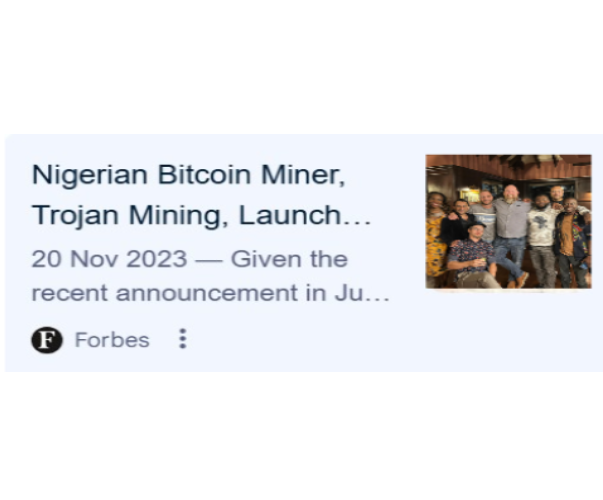 Nigerian Bitcoin Miner,
Trojan Mining, Launch...
20 Nov 2023 — Given the
recent announcement in Ju...
F Forbes